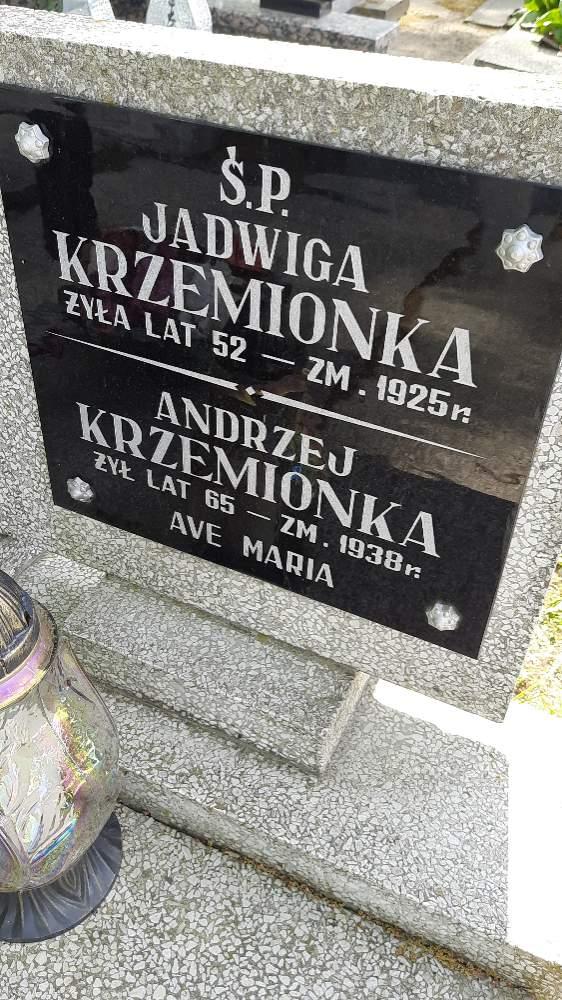 Ś.P.
JADWIGA
KRZEMIONKA
ŻYŁA LAT 52 — ZM. 1925 r.
ANDRZEJ
KRZEMIONKA
ŻYŁ LAT 65 — ZM. 1938 r.
AVE MARIA